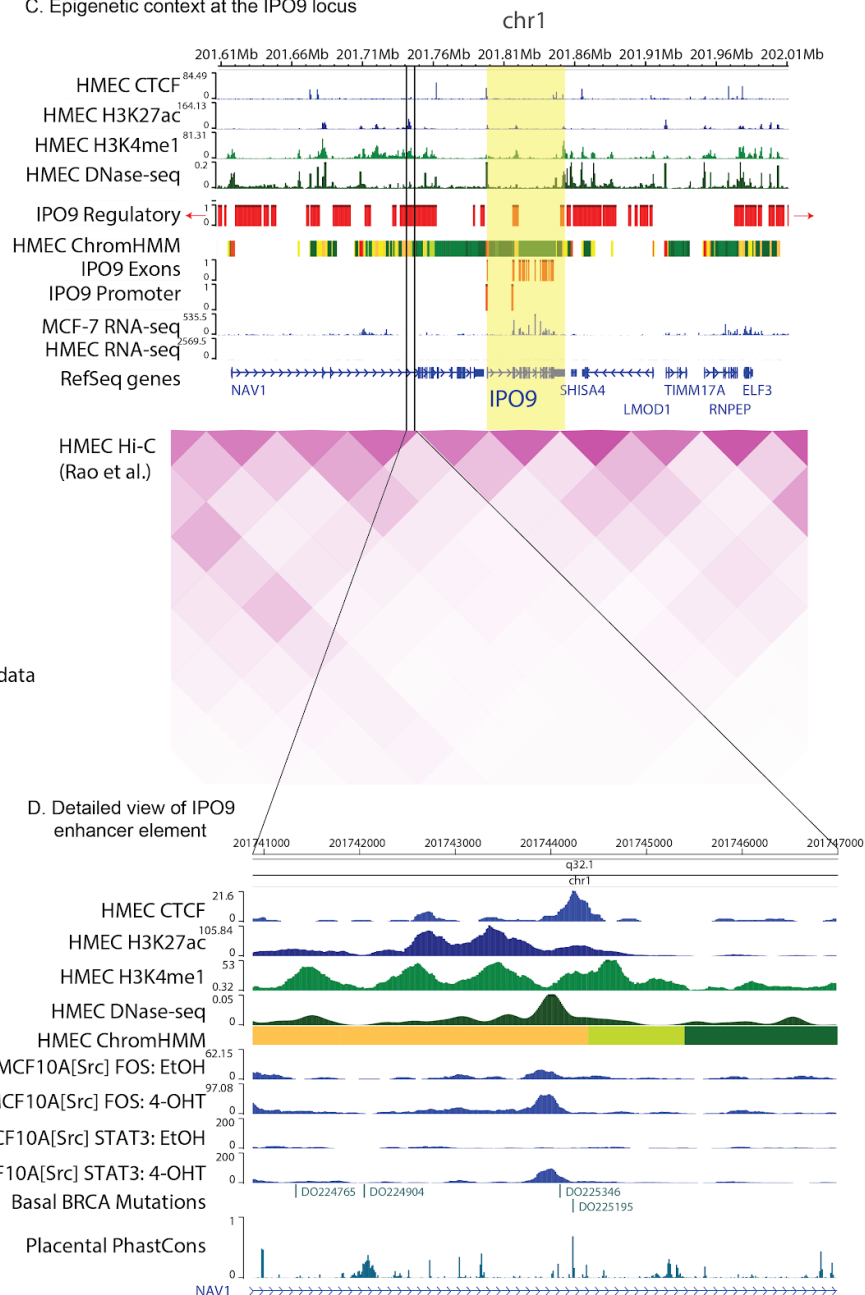 C. Epigenetic context at the IPO9 locus
chr1
201.61Mb 201.66Mb 201.71Mb 201.76Mb 201.81Mb 201.86Mb 201.91Mb 201.96Mb 202.01Mb
HMEC CTCF 84.49 0
HMEC H3K27ac 164.13 0
HMEC H3K4me1 81.31 0
HMEC DNase-seq 0.2 0
IPO9 Regulatory 1 0
HMEC ChromHMM
IPO9 Exons 1 0
IPO9 Promoter 1 0
MCF-7 RNA-seq 535.5 0
HMEC RNA-seq 2569.5 0
RefSeq genes
NAV1 IPO9 SHISA4 TIMM17A ELF3
LMOD1 RNPEP
HMEC Hi-C
(Rao et al.)
data
D. Detailed view of IPO9
enhancer element
201741000 201742000 201743000 201744000 201745000 201746000 201747000
q32.1
chr1
HMEC CTCF 21.6 0
HMEC H3K27ac 105.84 0
HMEC H3K4me1 53 0.32
HMEC DNase-seq 0.05 0
HMEC ChromHMM
MCF10A[Src] FOS: EtOH 62.15 0
MCF10A[Src] FOS: 4-OHT 97.08 0
CF10A[Src] STAT3: EtOH 200 0
F10A[Src] STAT3: 4-OHT 200 0
Basal BRCA Mutations DO224765 DO224904 DO225346
DO225195
Placental PhastCons 1 0
NAV1